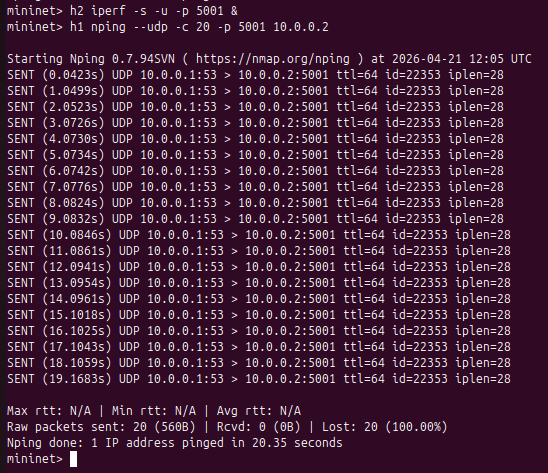 mininet> h2 iperf -s -u -p 5001 &
mininet> h1 nping --udp -c 20 -p 5001 10.0.0.2
Starting Nping 0.7.94SVN ( https://nmap.org/nping ) at 2026-04-21 12:05 UTC
SENT (0.0423s) UDP 10.0.0.1:53 > 10.0.0.2:5001 ttl=64 id=22353 iplen=28
SENT (1.0499s) UDP 10.0.0.1:53 > 10.0.0.2:5001 ttl=64 id=22353 iplen=28
SENT (2.0523s) UDP 10.0.0.1:53 > 10.0.0.2:5001 ttl=64 id=22353 iplen=28
SENT (3.0726s) UDP 10.0.0.1:53 > 10.0.0.2:5001 ttl=64 id=22353 iplen=28
SENT (4.0730s) UDP 10.0.0.1:53 > 10.0.0.2:5001 ttl=64 id=22353 iplen=28
SENT (5.0734s) UDP 10.0.0.1:53 > 10.0.0.2:5001 ttl=64 id=22353 iplen=28
SENT (6.0742s) UDP 10.0.0.1:53 > 10.0.0.2:5001 ttl=64 id=22353 iplen=28
SENT (7.0776s) UDP 10.0.0.1:53 > 10.0.0.2:5001 ttl=64 id=22353 iplen=28
SENT (8.0824s) UDP 10.0.0.1:53 > 10.0.0.2:5001 ttl=64 id=22353 iplen=28
SENT (9.0832s) UDP 10.0.0.1:53 > 10.0.0.2:5001 ttl=64 id=22353 iplen=28
SENT (10.0846s) UDP 10.0.0.1:53 > 10.0.0.2:5001 ttl=64 id=22353 iplen=28
SENT (11.0861s) UDP 10.0.0.1:53 > 10.0.0.2:5001 ttl=64 id=22353 iplen=28
SENT (12.0941s) UDP 10.0.0.1:53 > 10.0.0.2:5001 ttl=64 id=22353 iplen=28
SENT (13.0954s) UDP 10.0.0.1:53 > 10.0.0.2:5001 ttl=64 id=22353 iplen=28
SENT (14.0961s) UDP 10.0.0.1:53 > 10.0.0.2:5001 ttl=64 id=22353 iplen=28
SENT (15.1018s) UDP 10.0.0.1:53 > 10.0.0.2:5001 ttl=64 id=22353 iplen=28
SENT (16.1025s) UDP 10.0.0.1:53 > 10.0.0.2:5001 ttl=64 id=22353 iplen=28
SENT (17.1043s) UDP 10.0.0.1:53 > 10.0.0.2:5001 ttl=64 id=22353 iplen=28
SENT (18.1059s) UDP 10.0.0.1:53 > 10.0.0.2:5001 ttl=64 id=22353 iplen=28
SENT (19.1683s) UDP 10.0.0.1:53 > 10.0.0.2:5001 ttl=64 id=22353 iplen=28
Max rtt: N/A | Min rtt: N/A | Avg rtt: N/A
Raw packets sent: 20 (560B) | Rcvd: 0 (0B) | Lost: 20 (100.00%)
Nping done: 1 IP address pinged in 20.35 seconds
mininet>